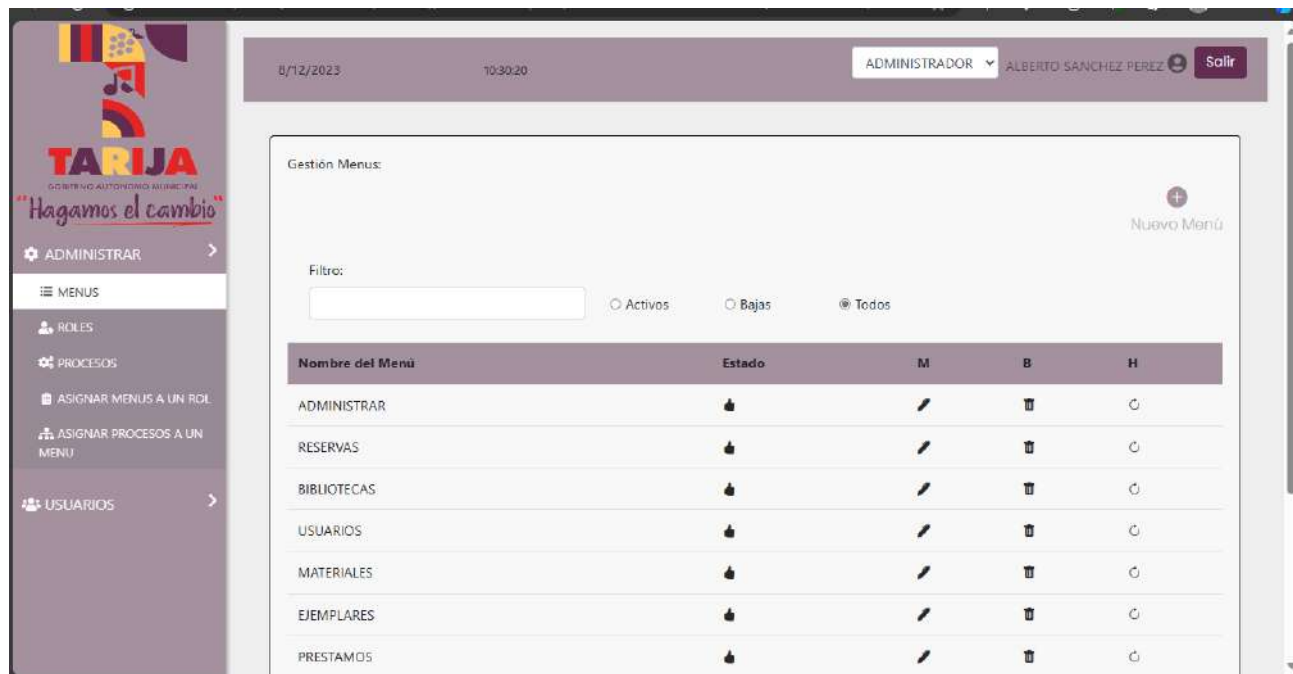 TARIJA
GOBIERNO AUTONOMO MUNICIPAL
"Hagamos el cambio"
ADMINISTRAR
MENUS
ROLES
PROCESOS
ASIGNAR MENUS A UN ROL
ASIGNAR PROCESOS A UN
MENU
USUARIOS
8/12/2023 10:30:20 ADMINISTRADOR ALBERTO SANCHEZ PEREZ Salir
Gestión Menus:
Nuevo Menú
Filtro:
Activos Bajas Todos
Nombre del Menú Estado M B H
ADMINISTRAR
RESERVAS
BIBLIOTECAS
USUARIOS
MATERIALES
EJEMPLARES
PRESTAMOS